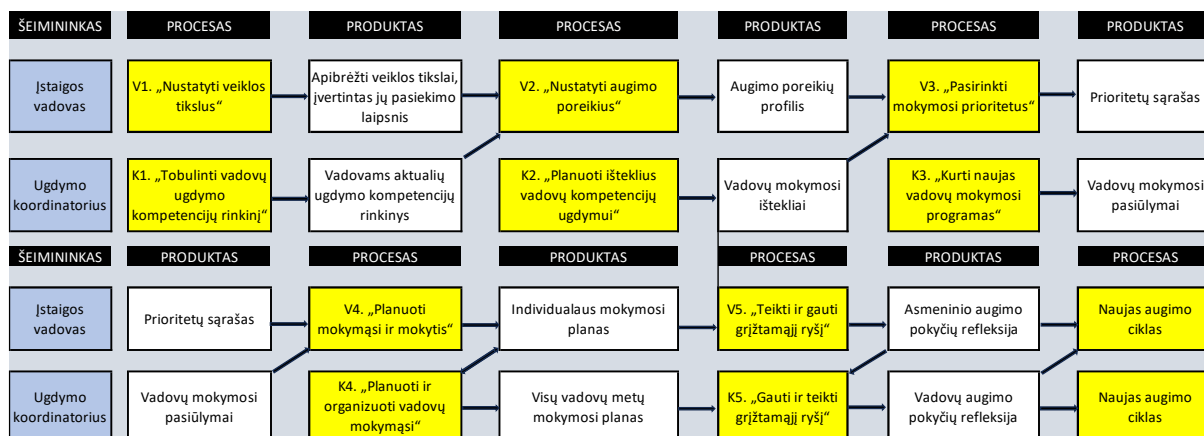 ŠEIMININKAS PROCESAS PRODUKTAS PROCESAS PRODUKTAS PROCESAS PRODUKTAS
Įstaigos
vadovas
V1. „Nustatyti veiklos
tikslus“
Apibrėžti veiklos tikslai,
įvertintas jų pasiekimo
laipsnis
V2. „Nustatyti augimo
poreikius“
Augimo poreikių
profilis
V3. „Pasirinkti
mokymosi prioritetus“
Prioritetų sąrašas
Ugdymo
koordinatorius
K1. „Tobulinti vadovų
ugdymo
kompetencijų rinkinį“
Vadovams aktualių
ugdymo kompetencijų
rinkinys
K2. „Planuoti išteklius
vadovų kompetencijų
ugdymui“
Vadovų mokymosi
ištekliai
K3. „Kurti naujas
vadovų mokymosi
programas“
Vadovų mokymosi
pasiūlymai
ŠEIMININKAS PRODUKTAS PROCESAS PRODUKTAS PROCESAS PRODUKTAS PROCESAS
Įstaigos
vadovas
Prioritetų sąrašas
V4. „Planuoti
mokymąsi ir mokytis“
Individualaus mokymosi
planas
V5. „Teikti ir gauti
grįžtamąjį ryšį“
Asmeninio augimo
pokyčių refleksija
Naujas augimo
ciklas
Ugdymo
koordinatorius
Vadovų mokymosi
pasiūlymai
K4. „Planuoti ir
organizuoti vadovų
mokymąsi“
Visų vadovų metų
mokymosi planas
K5. „Gauti ir teikti
grįžtamąjį ryšį“
Vadovų augimo
pokyčių refleksija
Naujas augimo
ciklas